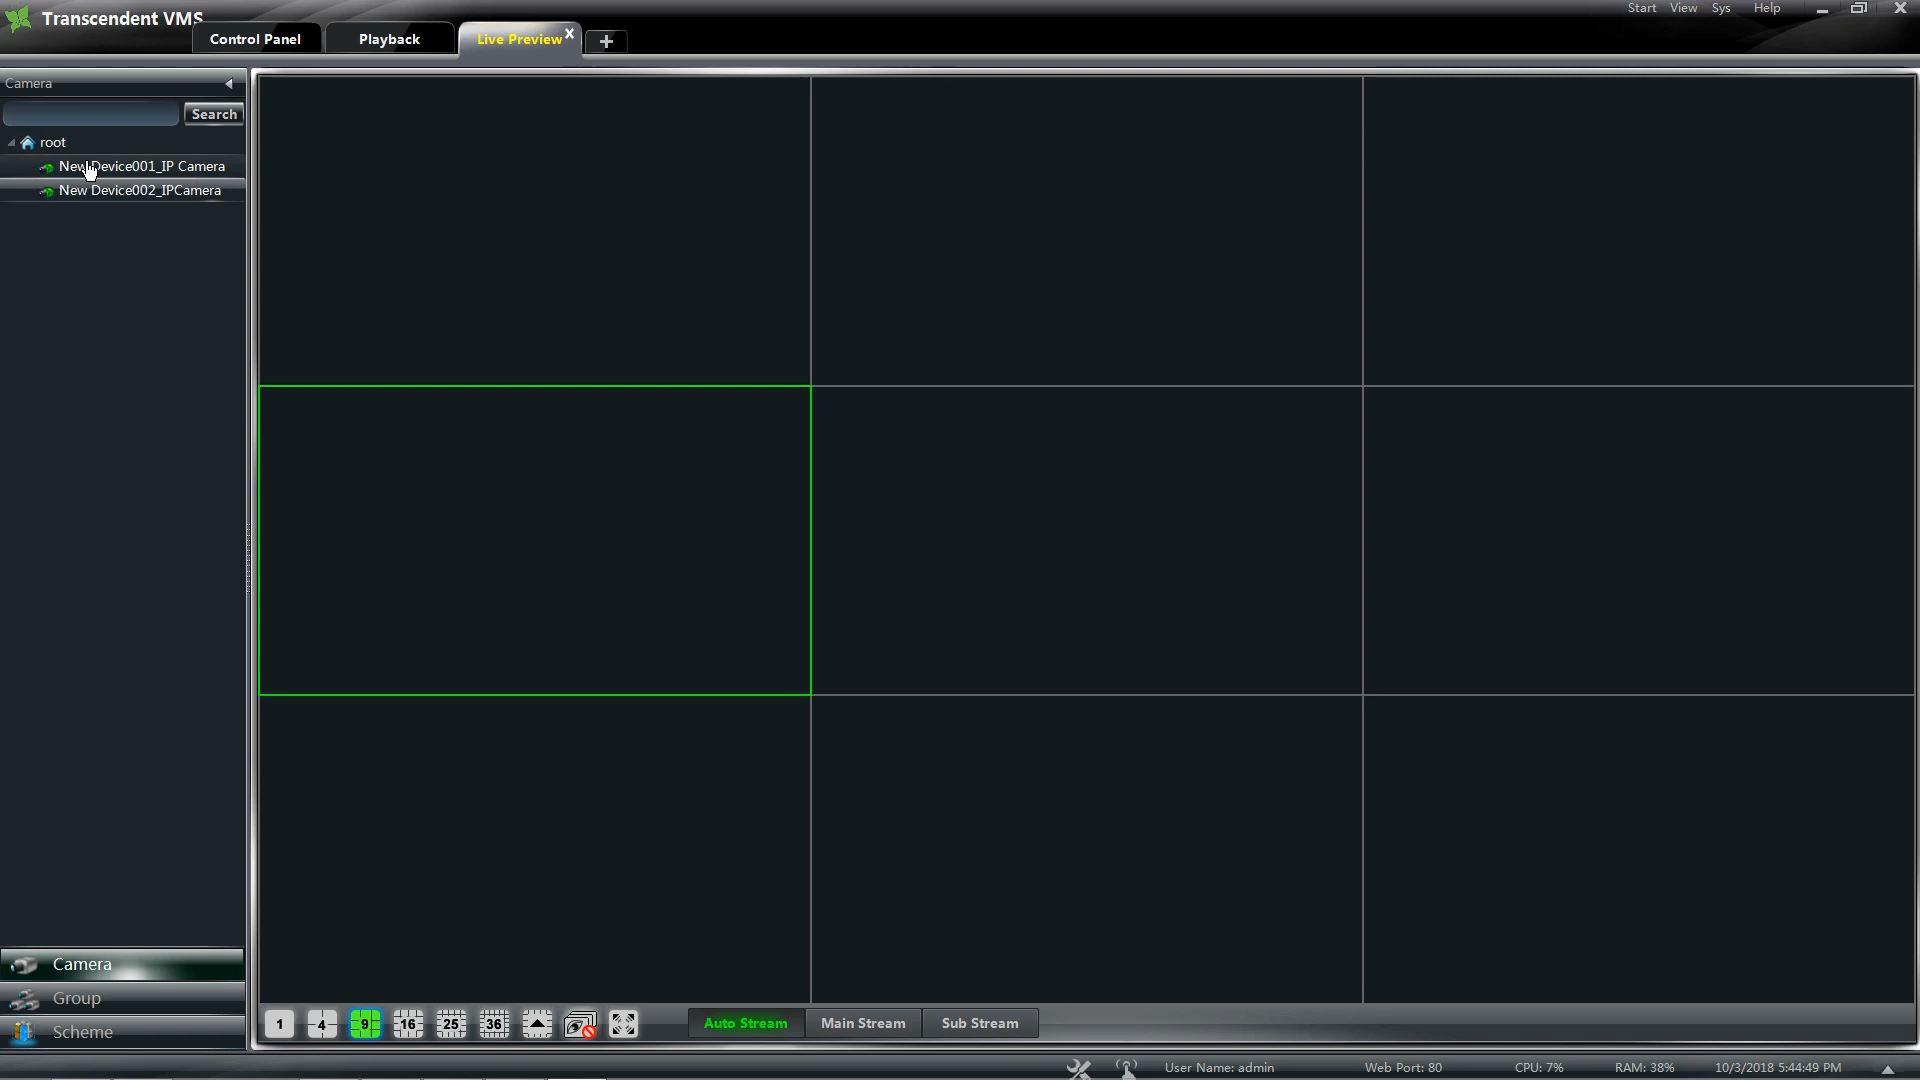 Transcendent VMS
Start View Sys Help
Control Panel Playback Live Preview
Camera
Search
root
New Device001_IP Camera
New Device002_IPCamera
Camera
Group
Scheme
1 4 9 16 25 36 Auto Stream Main Stream Sub Stream
User Name: admin Web Port: 80 CPU: 7% RAM: 38% 10/3/2018 5:44:49 PM